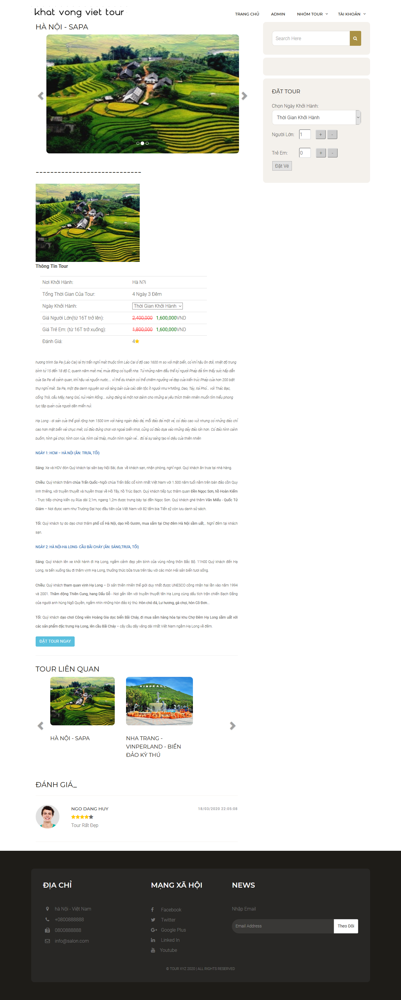 khat vong viet tour
TRANG CHỦ ADMIN NHÓM TOUR TÀI KHOẢN
HÀ NỘI - SAPA
Search Here
ĐẶT TOUR
Chọn Ngày Khởi Hành:
Thời Gian Khởi Hành
Người Lớn: 1 + -
Trẻ Em: 0 + -
Đặt Vé
-----------------------------
Thông Tin Tour
Nơi Khởi Hành: Hà N?i
Tổng Thời Gian Của Tour: 4 Ngày 3 Đêm
Ngày Khởi Hành: Thời Gian Khởi Hành
Giá Người Lớn(từ 16T trở lên): 2,400,000 1,600,000VND
Giá Trẻ Em: (từ 16T trở xuống): 1,800,000 1,600,000VND
Đánh Giá: 4
hương trình Sa Pa (Lào Cai) là thị trấn nghỉ mát thuộc tỉnh Lào Cai ở độ cao 1600 m so với mặt biển, có khí hậu ôn đới, nhiệt độ trung
bình từ 15 đến 18 độ C, quanh năm mát mẻ, mùa đông có tuyết nhẹ. Từ những năm đầu thế kỷ người Pháp đã tìm thấy sức hấp dẫn
của Sa Pa về cảnh quan, khí hậu và nguồn nước.... vì thế du khách có thể chiêm ngưỡng vẻ đẹp của kiến trúc Pháp của hơn 200 biệt
thự nghỉ mát. Sa Pa, một địa danh nguyên sơ với làng bản của các dân tộc ít người như H'Mông, Dao, Tày, Xá Phó... với Thác Bạc,
cổng Trời, cầu Mây, hang Gió, núi Hàm Rồng... xứng đáng là một nơi dành cho những ai yêu thích thiên nhiên muốn tìm hiểu phong
tục tập quán của người dân miền núi.
Hạ Long - di sản của thế giới rộng hơn 1500 km với hàng ngàn đảo đá, mỗi đảo đá một vẻ, có đảo cao vút nhưng có những đảo chỉ
cao hơn mặt biển vài chục mét, có đảo đứng chơi vơi ngoài biển khơi, cũng có đảo dựa vào những dãy đảo lớn hơn. Có đảo hình cánh
buồm, hình gà chọi, hình con rùa, hình cái tháp, muôn hình ngàn vẻ... đó là sự sáng tạo kì diệu của thiên nhiên
NGÀY 1: HCM – HÀ NỘI (ĂN: TRƯA, TỐI)
Sáng: Xe và HDV đón Quý khách tại sân bay Nội Bài, đưa về khách sạn, nhận phòng, nghỉ ngơi. Quý khách ăn trưa tại nhà hàng.
Chiều: Quý khách thăm chùa Trấn Quốc–Ngôi chùa Trấn Bắc cổ kính nhất Việt Nam với 1.500 năm tuổi nằm trên bán đảo cồn Quy
linh thiêng, với truyền thuyết và huyền thoại về Hồ Tây, hồ Trúc Bạch. Quý khách tiếp tục thăm quan Đền Ngọc Sơn, hồ Hoàn Kiếm
- Trực tiếp chứng kiến cụ Rùa dài 2,1m, ngang 1,2m được trưng bày tại đền Ngọc Sơn. Quý khách ghé thăm Văn Miếu - Quốc Tử
Giám – Nơi đựợc xem như Trường Đại học đầu tiên của Việt Nam với 82 tấm bia Tiến sỹ còn lưu danh sử sách.
Tối: Quý khách tự do dạo chơi thăm phố cổ Hà Nội, dạo Hồ Gươm, mua sắm tại Chợ đêm Hà Nội sầm uất,.. Nghỉ đêm tại khách
sạn.
NGÀY 2: HÀ NỘI-HẠ LONG- CẦU BÃI CHÁY (ĂN: SÁNG,TRƯA, TỐI)
Sáng: Quý khách lên xe khởi hành đi Hạ Long, ngắm cảnh đẹp yên bình của vùng nông thôn Bắc Bộ. 11h00 Quý khách đến Hạ
Long, ra bến xuống tàu đi thăm vịnh Hạ Long, thưởng thức bữa trưa trên tàu với các món Hải sản biển tươi sống.
Chiều: Quý khách tham quan vịnh Hạ Long – Di sản thiên nhiên thế giới duy nhất được UNESCO công nhận hai lần vào năm 1994
và 2001. Thăm động Thiên Cung, hang Dấu Gỗ - Nơi gắn liền với truyền thuyết tên Hạ Long cùng dấu tích trận chiến Bạch Đằng
của người anh hùng Ngô Quyền, ngắm nhìn những hòn đảo kỳ thú: Hòn chó đá, Lư hương, gà chọi, hòn Cô Đơn...
Tối: Quý khách dạo chơi Công viên Hoàng Gia dọc biển Bãi Cháy, đi mua sắm hàng hóa tại khu Chợ Đêm Hạ Long sầm uất với
các sản phẩm đặc trưng Hạ Long, lên cầu Bãi Cháy – cây cầu dây văng dài nhất Việt Nam ngắm Hạ Long về đêm.
ĐẶT TOUR NGAY
TOUR LIÊN QUAN
VINPEARL
HÀ NỘI - SAPA
NHA TRANG -
VINPERLAND - BIỂN
ĐẢO KỲ THÚ
ĐÁNH GIÁ_
NGO DANG HUY 18/03/2020 22:05:08
Tour Rất Đẹp
ĐỊA CHỈ
hà Nội - Việt Nam
+0800888888
0800888888
info@salon.com
MẠNG XÃ HỘI
Facebook
Twitter
Google Plus
Linked In
Youtube
NEWS
Nhập Email
Email Address Theo Dõi
© TOUR XYZ 2020 | ALL RIGHTS RESERVED